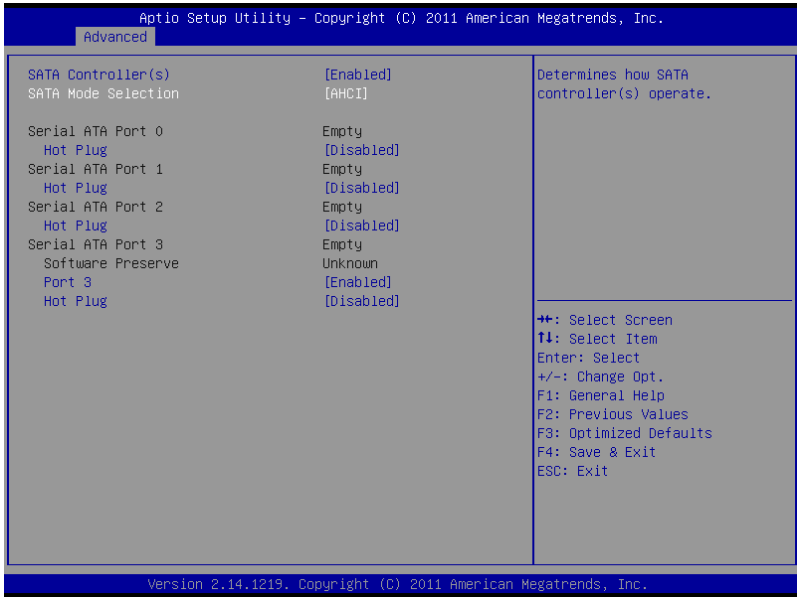 Aptio Setup Utility – Copyright (C) 2011 American Megatrends, Inc.
Advanced
SATA Controller(s) [Enabled]
SATA Mode Selection [AHCI]
Serial ATA Port 0 Empty
Hot Plug [Disabled]
Serial ATA Port 1 Empty
Hot Plug [Disabled]
Serial ATA Port 2 Empty
Hot Plug [Disabled]
Serial ATA Port 3 Empty
Software Preserve Unknown
Port 3 [Enabled]
Hot Plug [Disabled]
Determines how SATA
controller(s) operate.
→←: Select Screen
↑↓: Select Item
Enter: Select
+/-: Change Opt.
F1: General Help
F2: Previous Values
F3: Optimized Defaults
F4: Save & Exit
ESC: Exit
Version 2.14.1219. Copyright (C) 2011 American Megatrends, Inc.